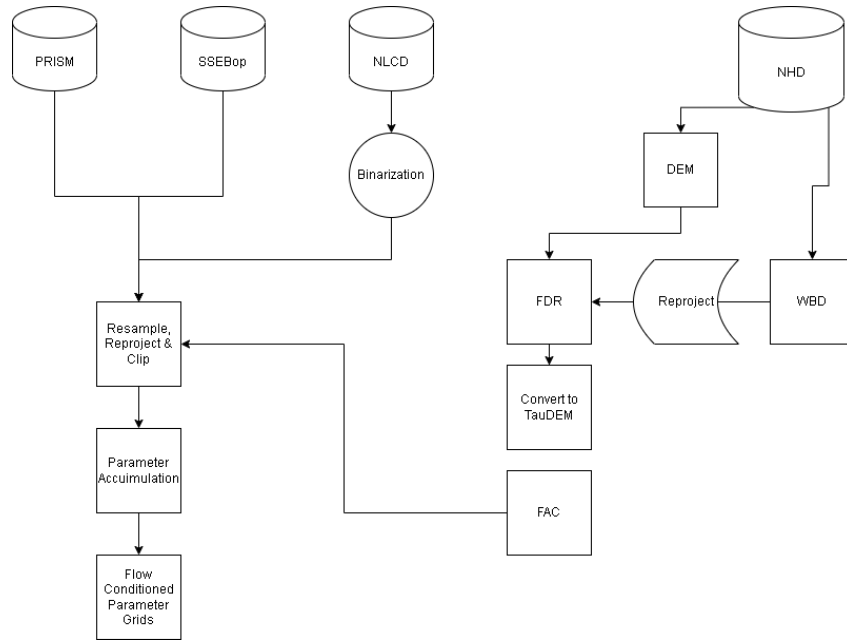 PRISM
SSEBop
NLCD
NHD
Binarization
DEM
FDR
Reproject
WBD
Resample,
Reproject &
Clip
Convert to
TauDEM
Parameter
Accuimulation
FAC
Flow
Conditioned
Parameter
Grids